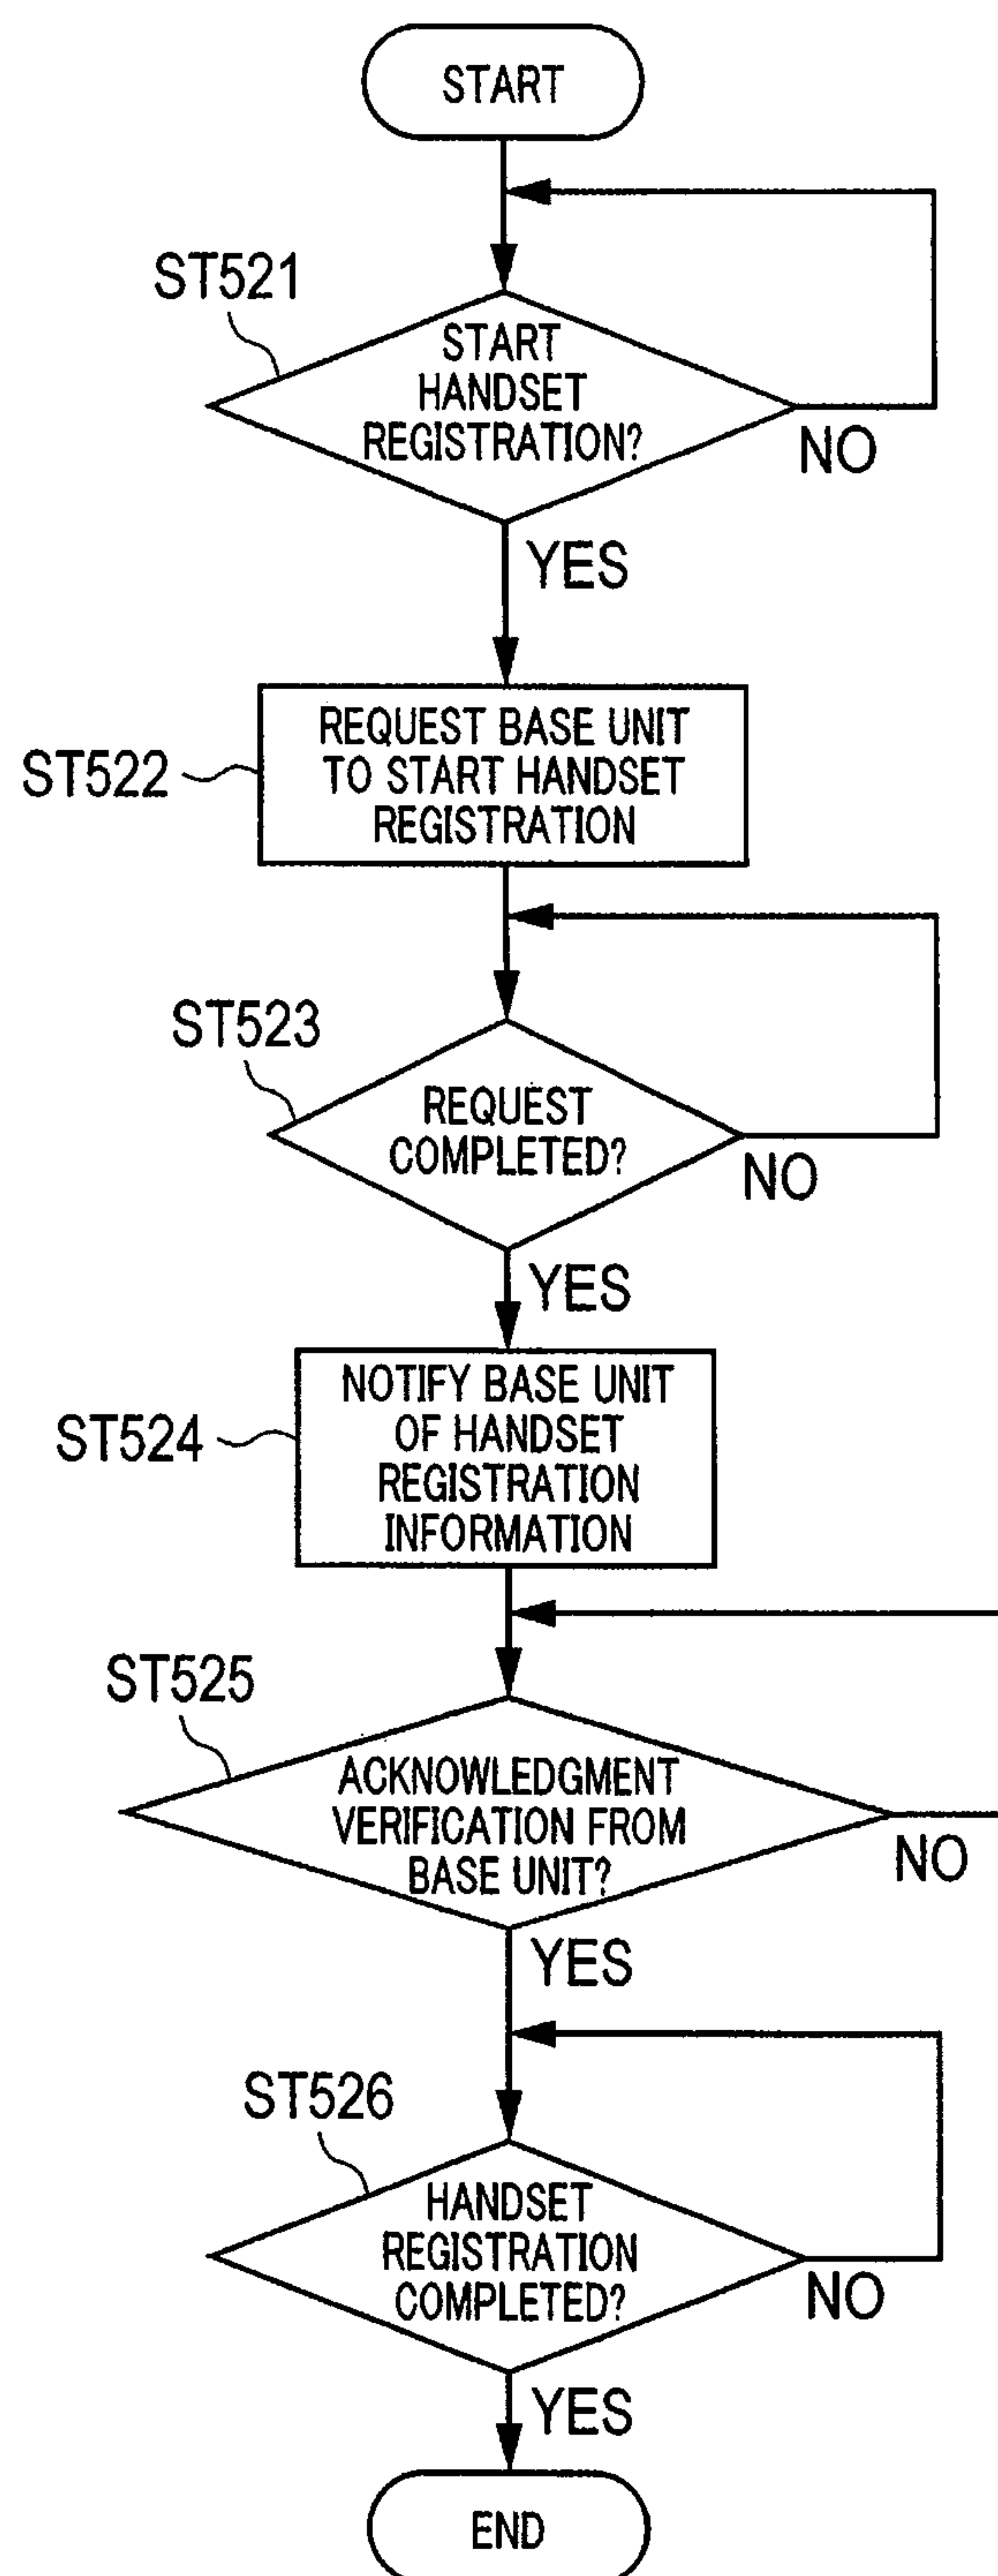 START
ST521
START
HANDSET
REGISTRATION?
NO
YES
ST522
REQUEST BASE UNIT
TO START HANDSET
REGISTRATION
ST523
REQUEST
COMPLETED?
NO
YES
ST524
NOTIFY BASE UNIT
OF HANDSET
REGISTRATION
INFORMATION
ST525
ACKNOWLEDGMENT
VERIFICATION FROM
BASE UNIT?
NO
YES
ST526
HANDSET
REGISTRATION
COMPLETED?
NO
YES
END